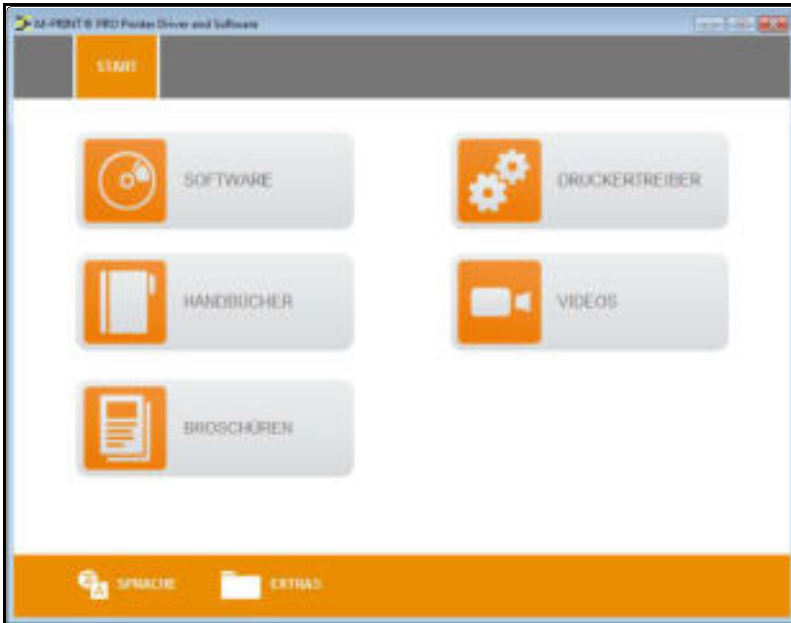 M-PRINT® PRO Printer Driver and Software
START
SOFTWARE
DRUCKERTREIBER
HANDBÜCHER
VIDEOS
BROSCHÜREN
SPRACHE
EXTRAS